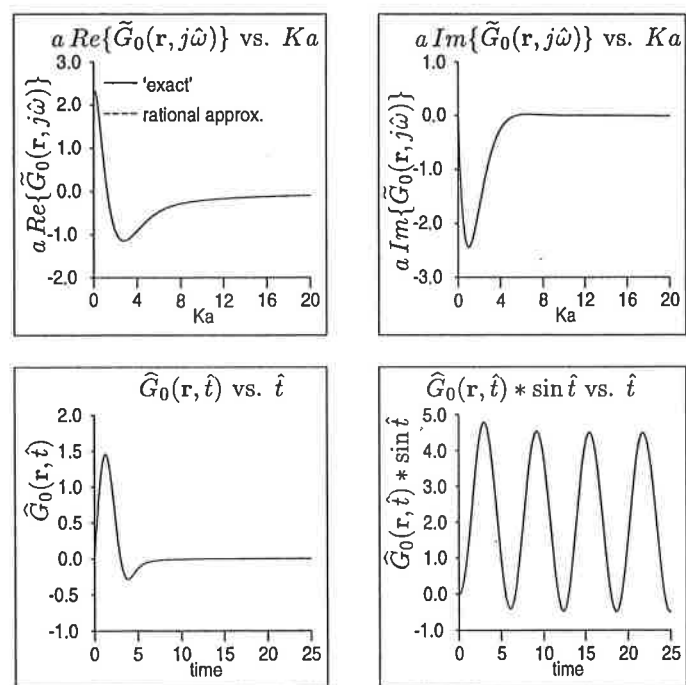 a Re{G̃₀(r, jω̂)} vs. Ka
a Re{G̃₀(r, jω̂)}
3.0
2.0
1.0
0.0
-1.0
-2.0
'exact'
rational approx.
0 4 8 12 16 20
Ka
a Im{G̃₀(r, jω̂)} vs. Ka
a Im{G̃₀(r, jω̂)}
1.0
0.0
-1.0
-2.0
-3.0
0 4 8 12 16 20
Ka
Ĝ₀(r, t̂) vs. t̂
Ĝ₀(r, t̂)
2.0
1.5
1.0
0.5
0.0
-0.5
-1.0
0 5 10 15 20 25
time
Ĝ₀(r, t̂) * sin t̂ vs. t̂
Ĝ₀(r, t̂) * sin t̂
5.0
4.0
3.0
2.0
1.0
0.0
-1.0
0 5 10 15 20 25
time